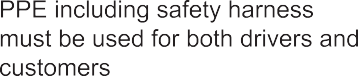 PPE including safety harness
must be used for both drivers and
customers